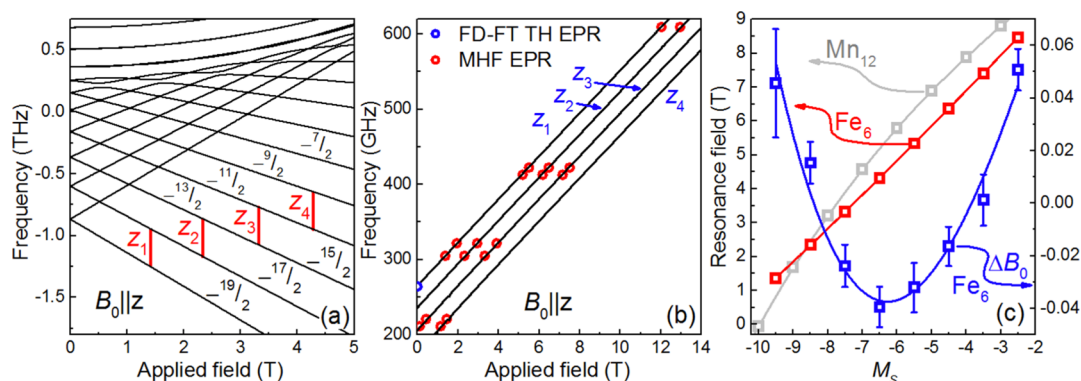 Frequency (THz)
0.5
0.0
-0.5
-1.0
-1.5
(a)
–7/2
–9/2
–11/2
–13/2
–15/2
–17/2
–19/2
z1
z2
z3
z4
B0||z
0 1 2 3 4 5
Applied field (T)
Frequency (GHz)
600
500
400
300
200
(b)
FD-FT TH EPR
MHF EPR
z1
z2
z3
z4
B0||z
0 2 4 6 8 10 12 14
Applied field (T)
Resonance field (T)
9
8
7
6
5
4
3
2
1
0
Mn12
Fe6
ΔB0
Fe6
(c)
0.06
0.04
0.02
0.00
-0.02
-0.04
-10 -9 -8 -7 -6 -5 -4 -3 -2
MS